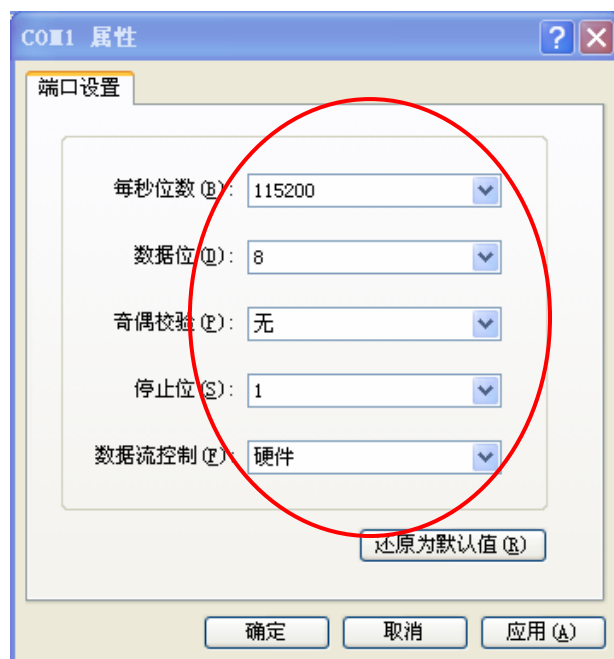 COM1 属性
端口设置
每秒位数(B): 115200
数据位(D): 8
奇偶校验(P): 无
停止位(S): 1
数据流控制(F): 硬件
还原为默认值(R)
确定 取消 应用(A)